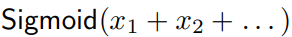 Sigmoid(x₁ + x₂ + ...)